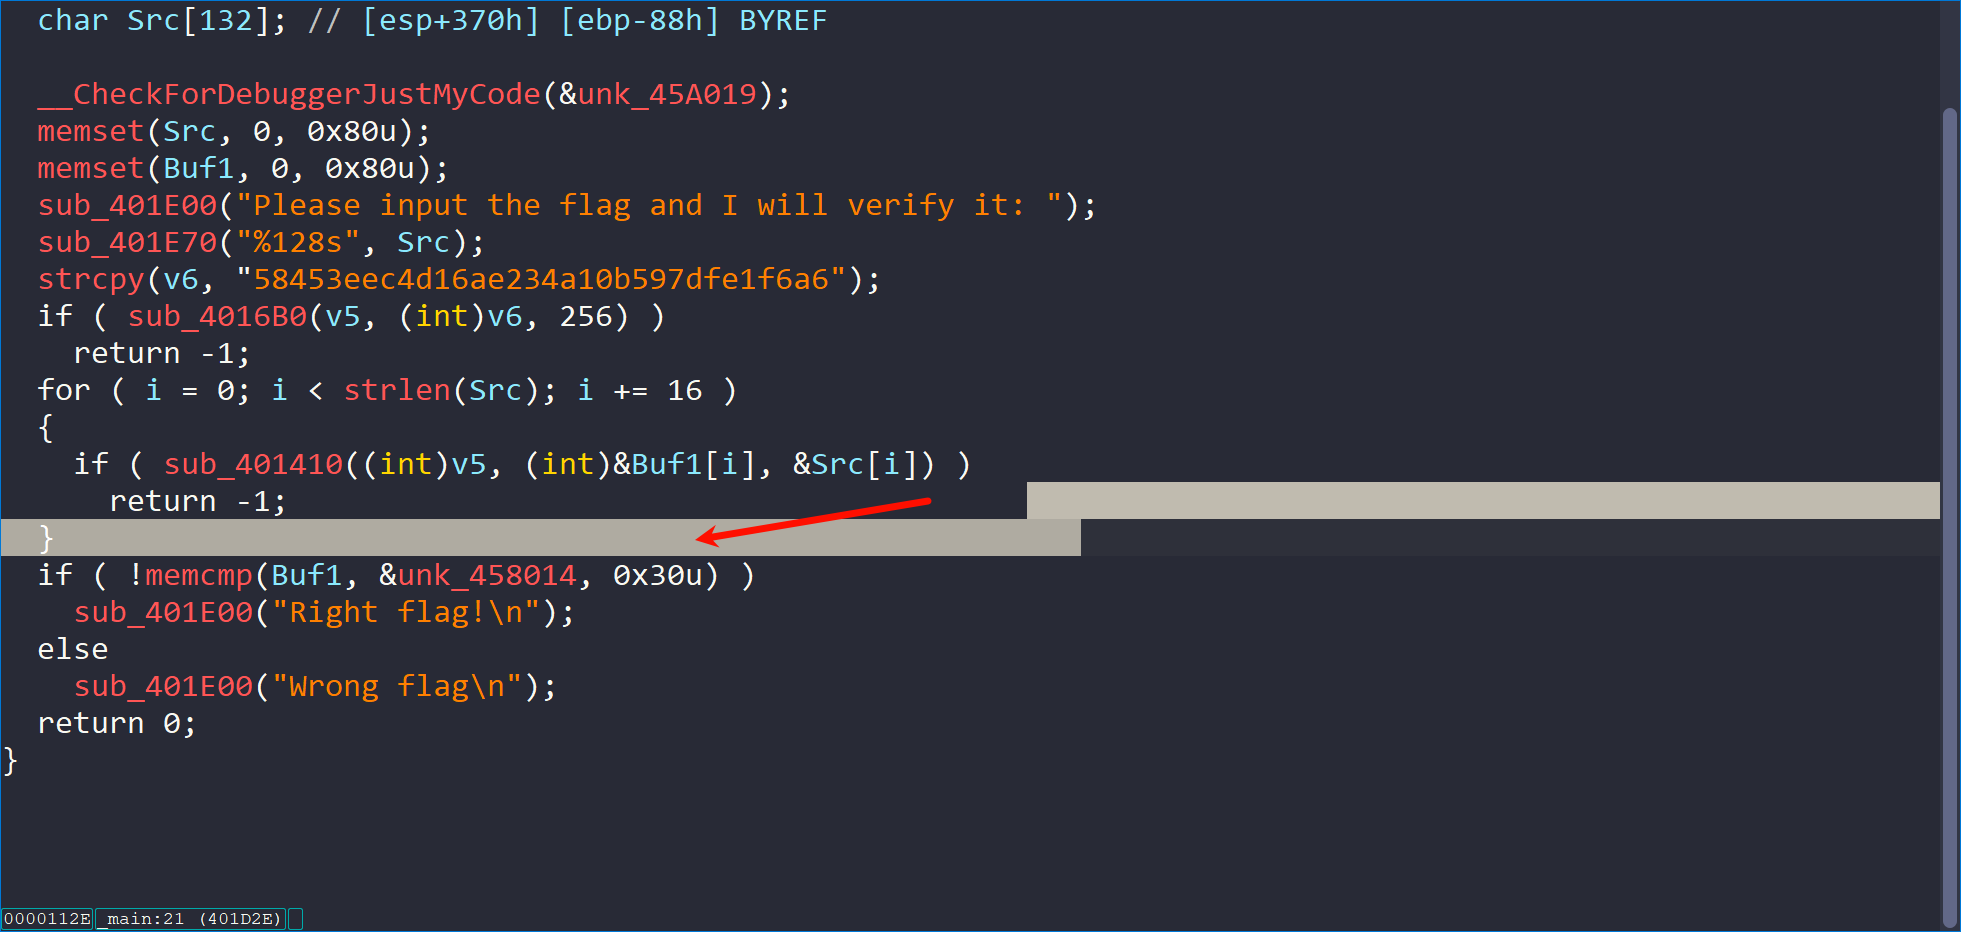 char Src[132]; // [esp+370h] [ebp-88h] BYREF
__CheckForDebuggerJustMyCode(&unk_45A019);
memset(Src, 0, 0x80u);
memset(Buf1, 0, 0x80u);
sub_401E00("Please input the flag and I will verify it: ");
sub_401E70("%128s", Src);
strcpy(v6, "58453eec4d16ae234a10b597dfe1f6a6");
if ( sub_4016B0(v5, (int)v6, 256) )
return -1;
for ( i = 0; i < strlen(Src); i += 16 )
{
if ( sub_401410((int)v5, (int)&Buf1[i], &Src[i]) )
return -1;
}
if ( !memcmp(Buf1, &unk_458014, 0x30u) )
sub_401E00("Right flag!\n");
else
sub_401E00("Wrong flag\n");
return 0;
}
0000112E _main:21 (401D2E)